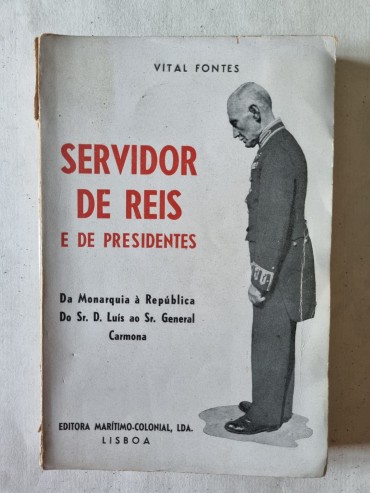 VITAL FONTES
SERVIDOR
DE REIS
E DE PRESIDENTES
Da Monarquia à República
Do Sr. D. Luís ao Sr. General
Carmona
EDITORA MARÍTIMO-COLONIAL, LDA.
LISBOA